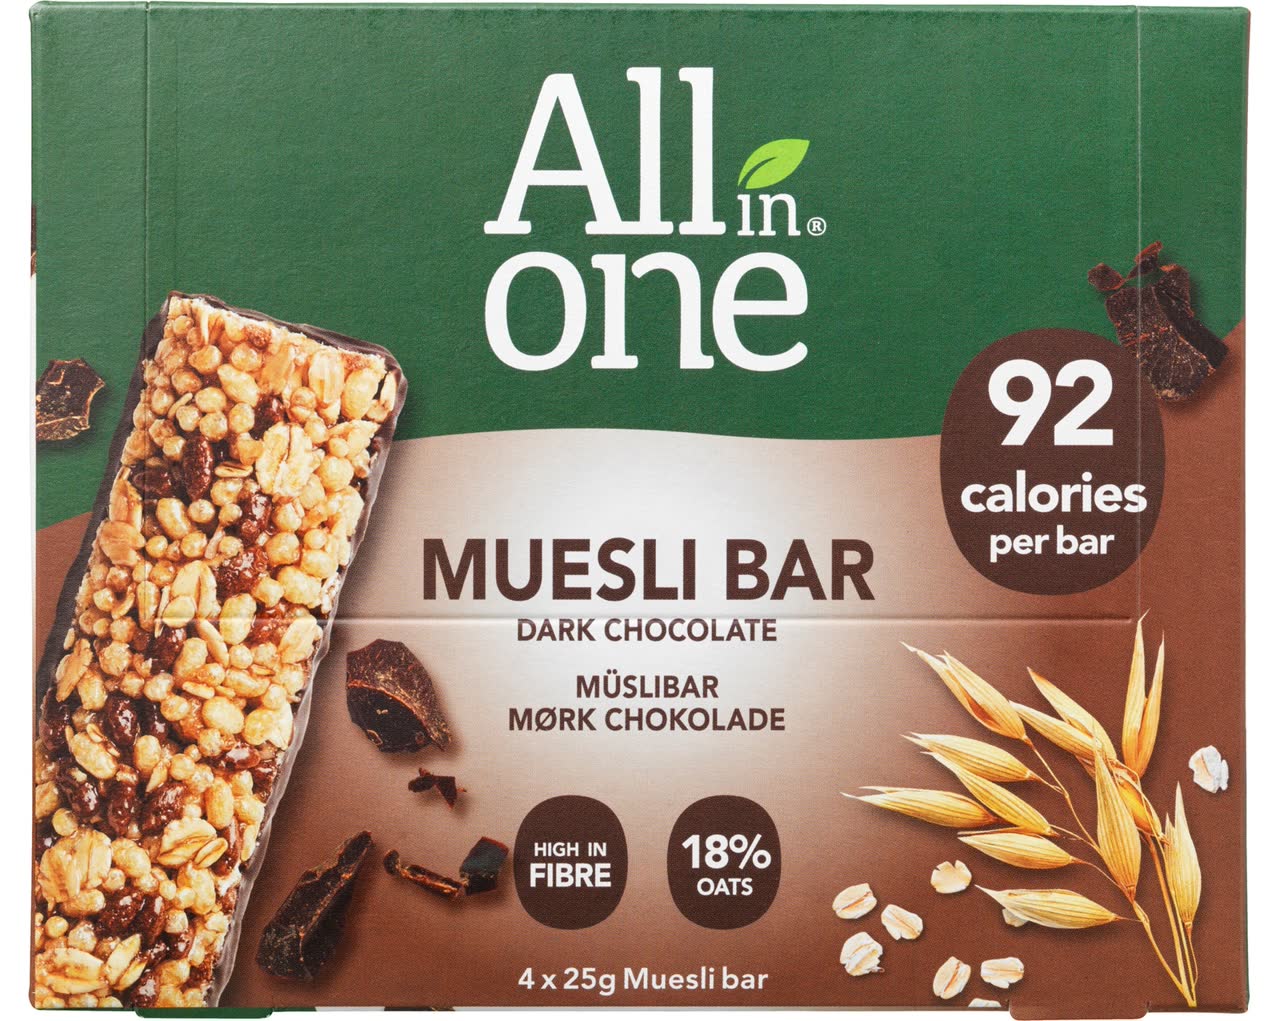 All
in®
one
92
calories
per bar
MUESLI BAR
DARK CHOCOLATE
MÜSLIBAR
MØRK CHOKOLADE
HIGH IN
FIBRE
18%
OATS
4 x 25g Muesli bar